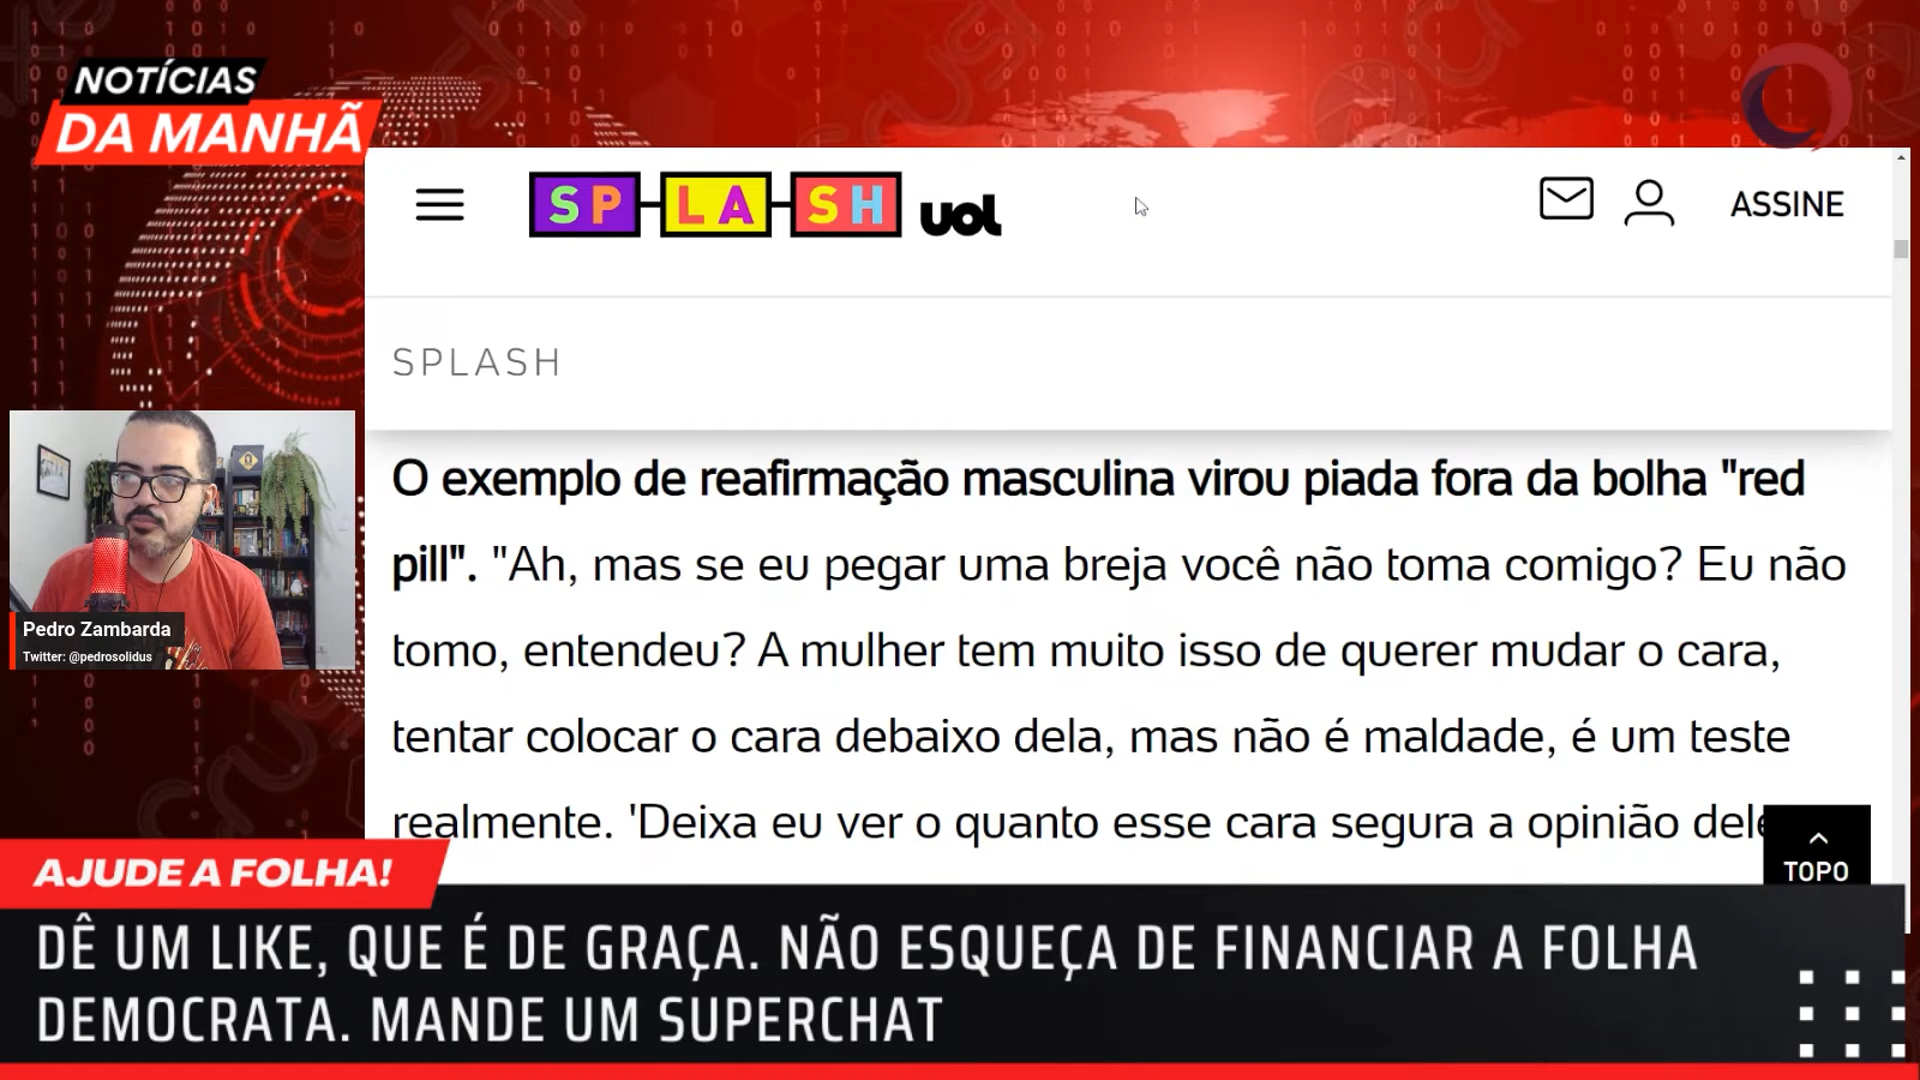 NOTÍCIAS
DA MANHÃ
SPLASH uol
ASSINE
SPLASH
O exemplo de reafirmação masculina virou piada fora da bolha "red
pill". "Ah, mas se eu pegar uma breja você não toma comigo? Eu não
tomo, entendeu? A mulher tem muito isso de querer mudar o cara,
tentar colocar o cara debaixo dela, mas não é maldade, é um teste
realmente. 'Deixa eu ver o quanto esse cara segura a opinião dele
TOPO
Pedro Zambarda
Twitter: @pedrosolidus
AJUDE A FOLHA!
DÊ UM LIKE, QUE É DE GRAÇA. NÃO ESQUEÇA DE FINANCIAR A FOLHA
DEMOCRATA. MANDE UM SUPERCHAT